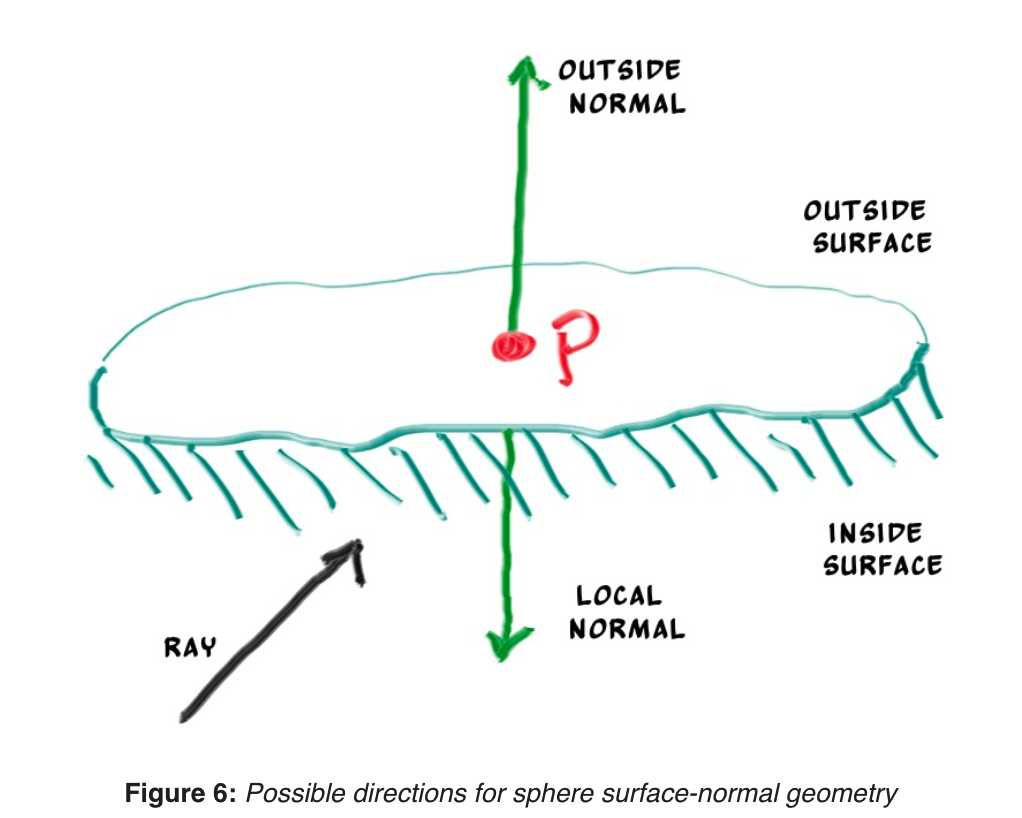 OUTSIDE
NORMAL
OUTSIDE
SURFACE
P
INSIDE
SURFACE
LOCAL
NORMAL
RAY
Figure 6: Possible directions for sphere surface-normal geometry